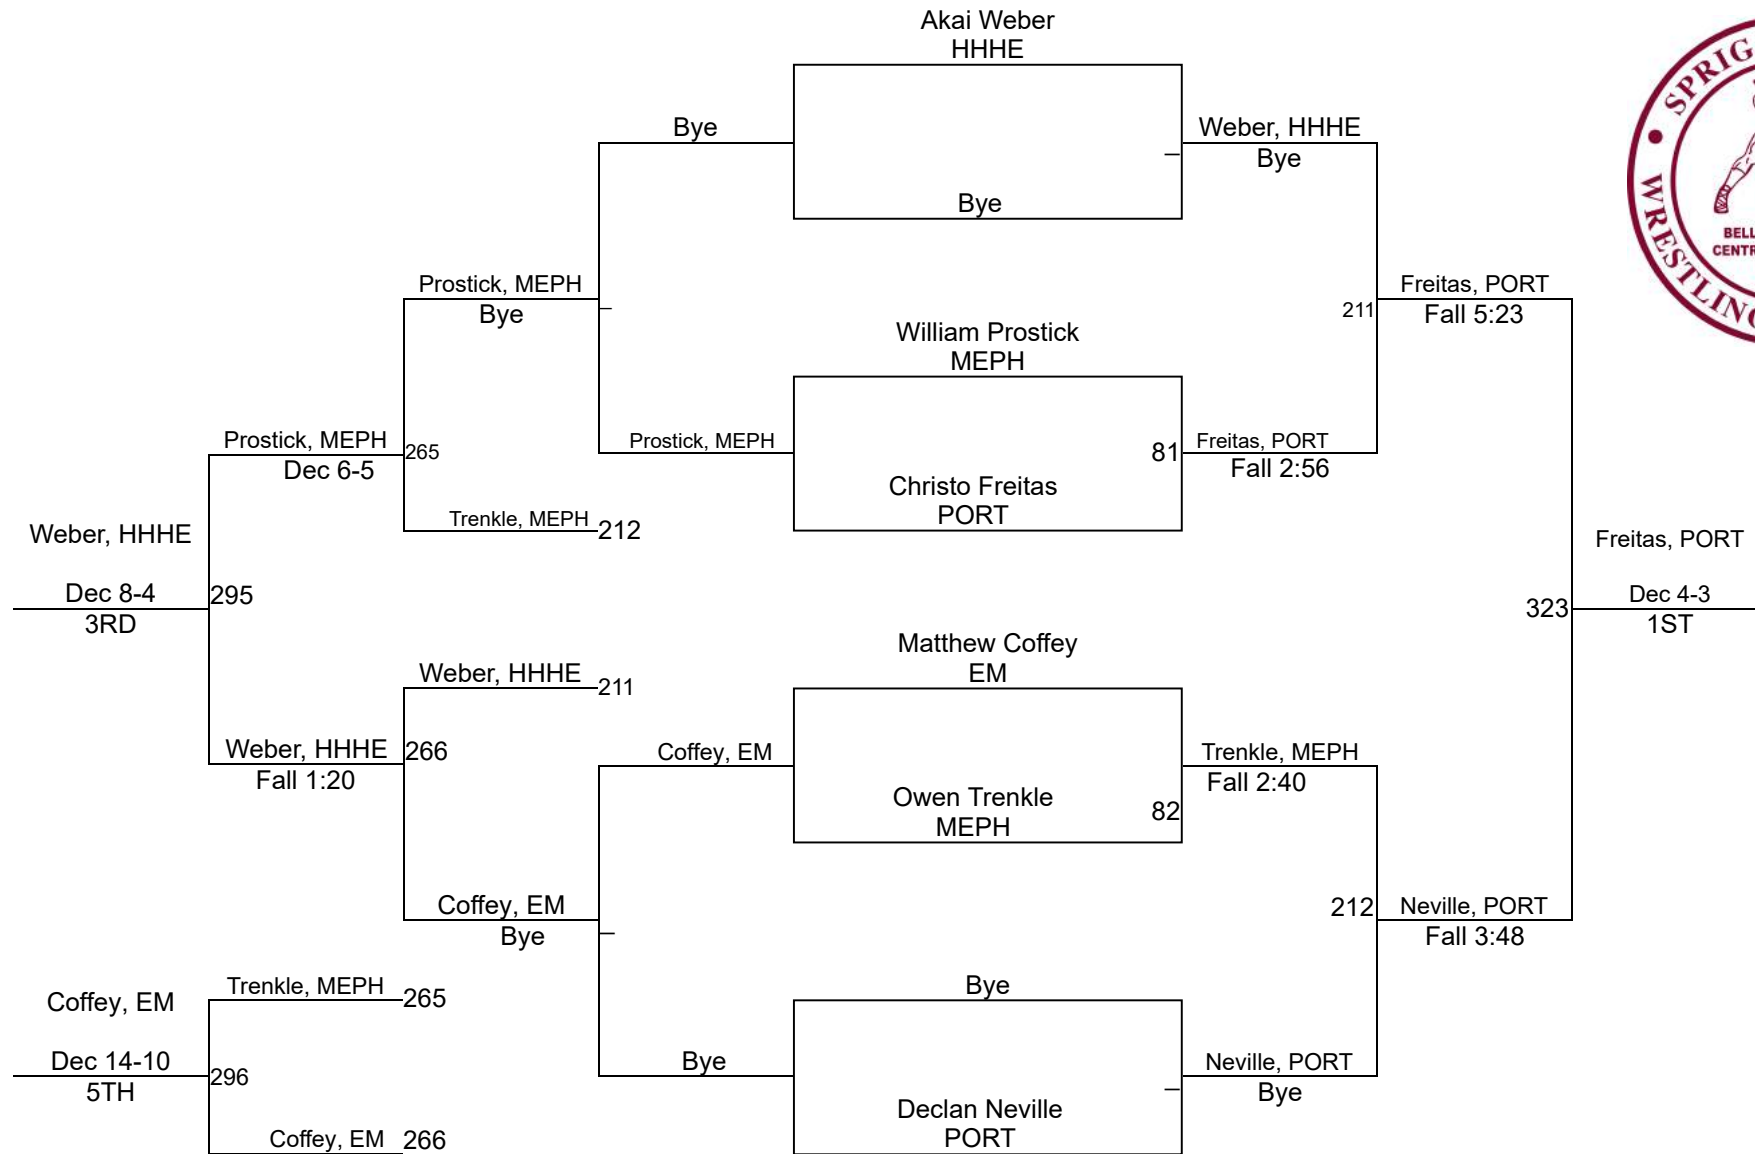 Akai Weber
HHHE
Bye
Weber, HHHE
Bye
Bye
Prostick, MEPH
Bye
Freitas, PORT
Fall 5:23
211
William Prostick
MEPH
Prostick, MEPH
Dec 6-5
265
Prostick, MEPH
81
Freitas, PORT
Fall 2:56
Christo Freitas
PORT
Trenkle, MEPH
212
Weber, HHHE
Dec 8-4
3RD
295
Freitas, PORT
Dec 4-3
1ST
323
Matthew Coffey
EM
Weber, HHHE
211
Weber, HHHE
Fall 1:20
266
Coffey, EM
Trenkle, MEPH
Fall 2:40
Owen Trenkle
MEPH
82
Coffey, EM
Bye
212
Neville, PORT
Fall 3:48
Trenkle, MEPH
265
Bye
Coffey, EM
Dec 14-10
5TH
296
Bye
Neville, PORT
Bye
Declan Neville
PORT
Coffey, EM
266
WRESTLING